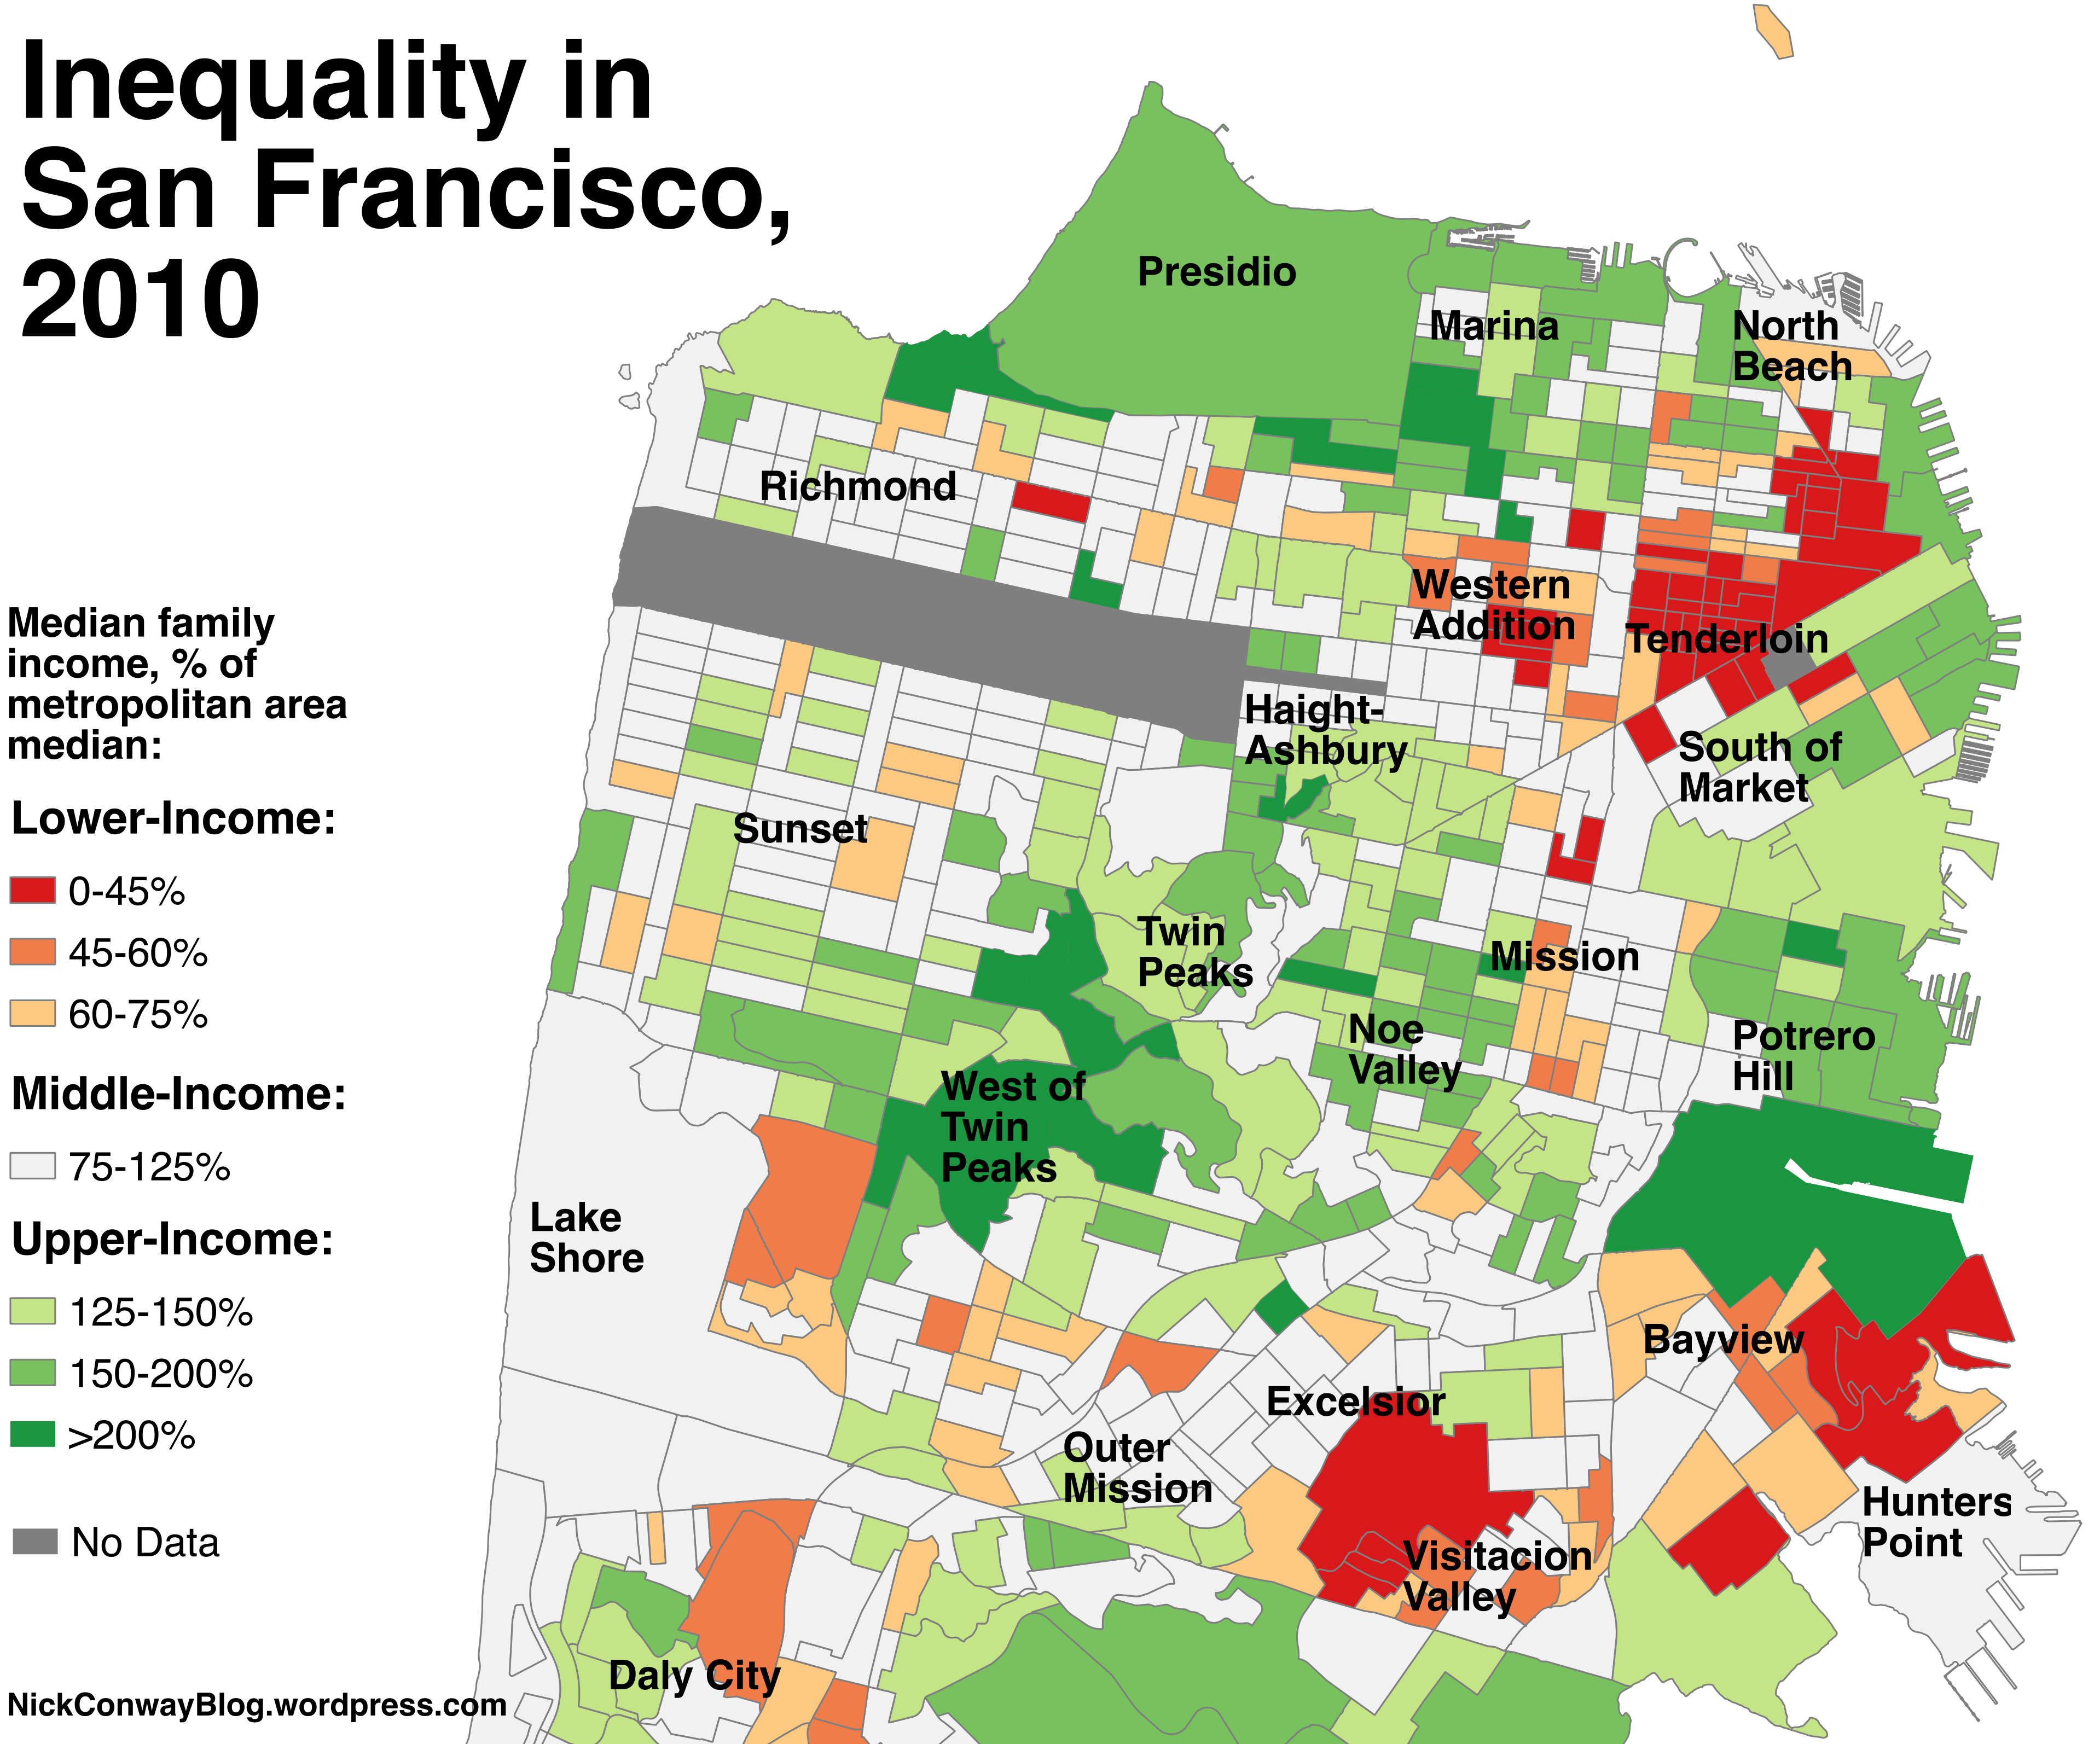 Inequality in
San Francisco,
2010
Median family
income, % of
metropolitan area
median:
Lower-Income:
0-45%
45-60%
60-75%
Middle-Income:
75-125%
Upper-Income:
125-150%
150-200%
>200%
No Data
NickConwayBlog.wordpress.com
Presidio
Marina
North
Beach
Richmond
Western
Addition
Tenderloin
Haight-
Ashbury
South of
Market
Sunset
Twin
Peaks
Mission
Noe
Valley
Potrero
Hill
West of
Twin
Peaks
Lake
Shore
Bayview
Excelsior
Outer
Mission
Hunters
Point
Visitacion
Valley
Daly City